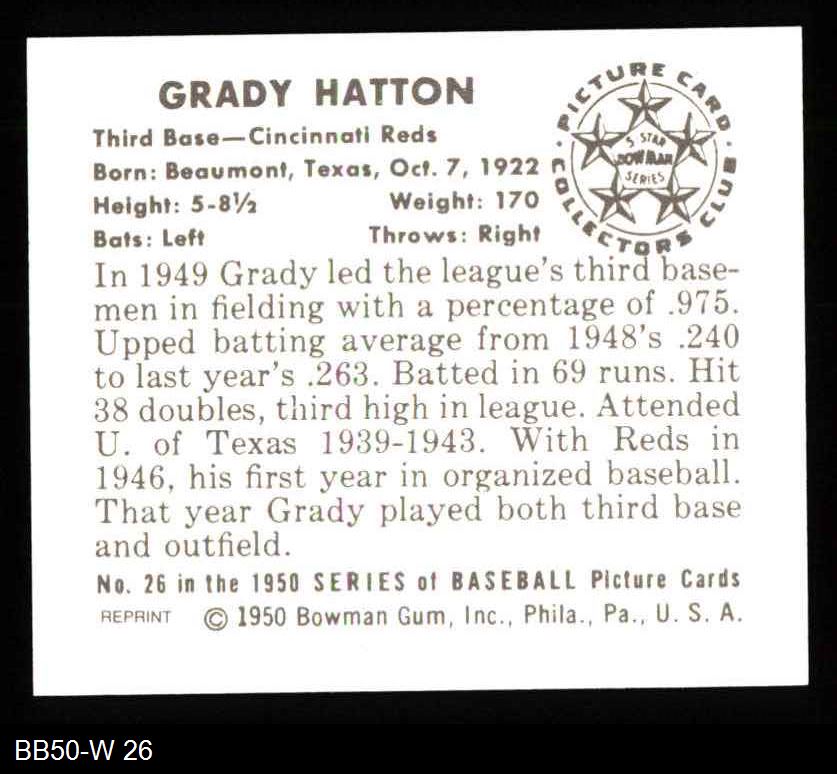 GRADY HATTON
Third Base—Cincinnati Reds
Born: Beaumont, Texas, Oct. 7, 1922
Height: 5-8½ Weight: 170
Bats: Left Throws: Right
PICTURE CARD
COLLECTORS CLUB
5 STAR
BOWMAN
SERIES
In 1949 Grady led the league's third base-
men in fielding with a percentage of .975.
Upped batting average from 1948's .240
to last year's .263. Batted in 69 runs. Hit
38 doubles, third high in league. Attended
U. of Texas 1939-1943. With Reds in
1946, his first year in organized baseball.
That year Grady played both third base
and outfield.
No. 26 in the 1950 SERIES of BASEBALL Picture Cards
REPRINT © 1950 Bowman Gum, Inc., Phila., Pa., U. S. A.
BB50-W 26